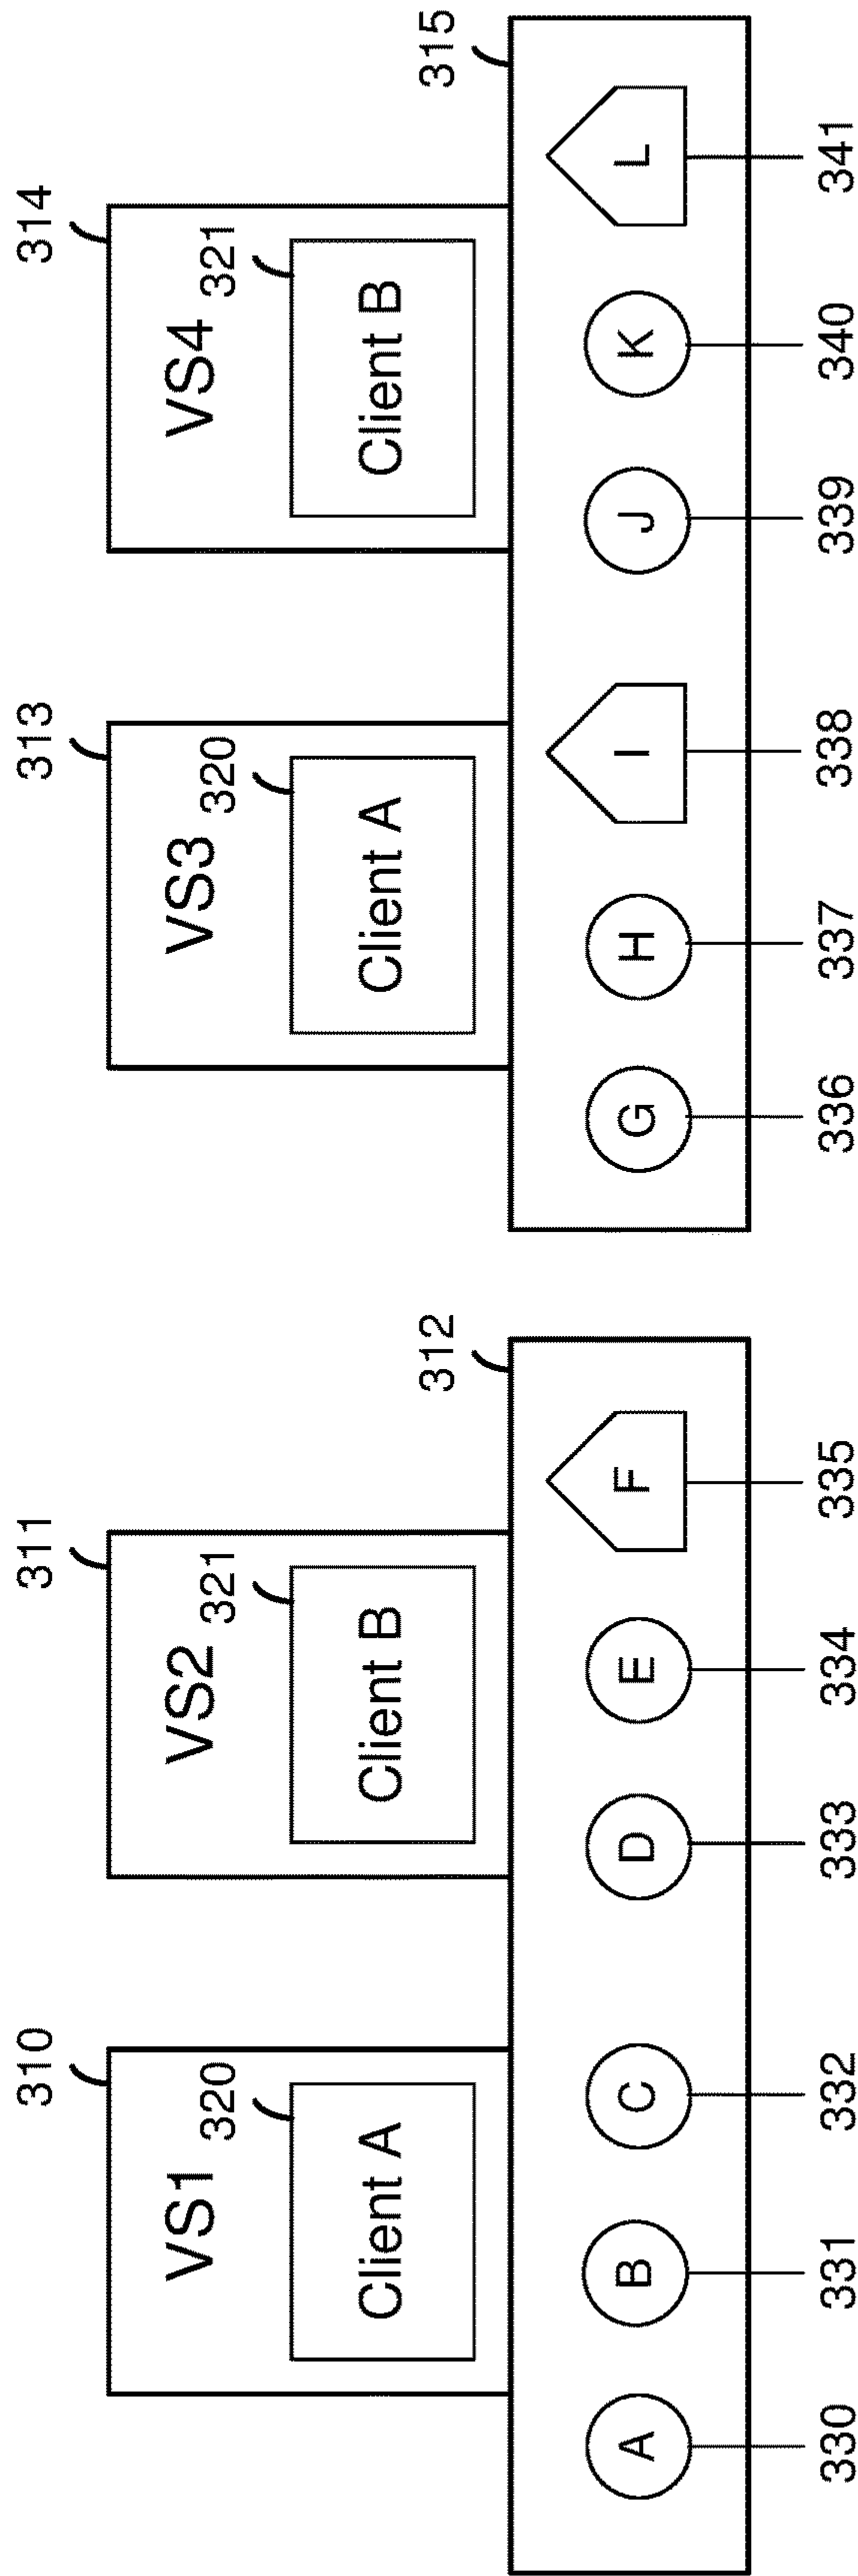 310
311
313
314
VS1
VS2
VS3
VS4
320
321
320
321
Client A
Client B
Client A
Client B
312
315
A
B
C
D
E
F
G
H
I
J
K
L
330
331
332
333
334
335
336
337
338
339
340
341